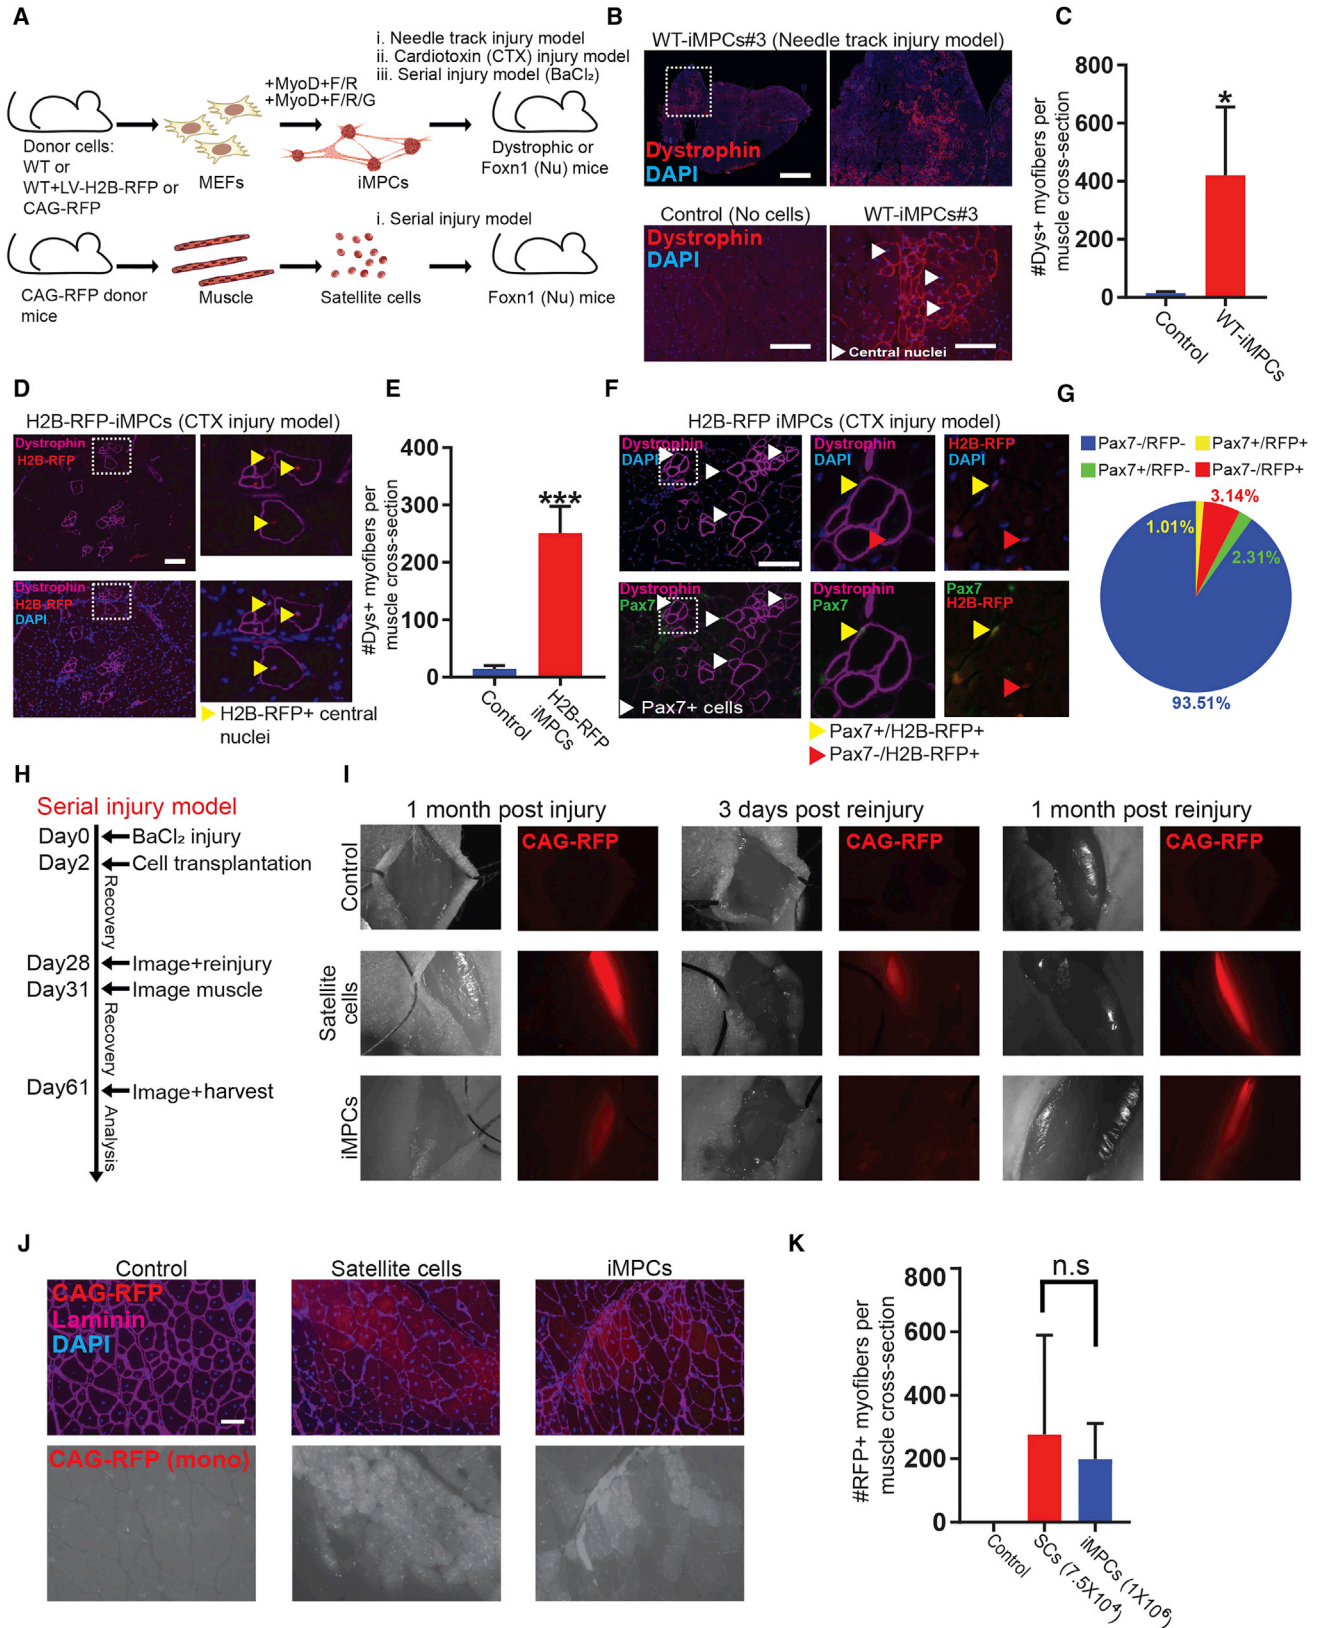 A
i. Needle track injury model
ii. Cardiotoxin (CTX) injury model
iii. Serial injury model (BaCl₂)
+MyoD+F/R
+MyoD+F/R/G
Donor cells:
WT or
WT+LV-H2B-RFP or
CAG-RFP
MEFs
iMPCs
Dystrophic or
Foxn1 (Nu) mice
i. Serial injury model
CAG-RFP donor
mice
Muscle
Satellite cells
Foxn1 (Nu) mice
B
WT-iMPCs#3 (Needle track injury model)
Dystrophin
DAPI
Control (No cells)
WT-iMPCs#3
Dystrophin
DAPI
Central nuclei
C
#Dys+ myofibers per
muscle cross-section
800
600
400
200
0
*
Control
WT-iMPCs
D
H2B-RFP-iMPCs (CTX injury model)
Dystrophin
H2B-RFP
Dystrophin
H2B-RFP
DAPI
H2B-RFP+ central
nuclei
E
#Dys+ myofibers per
muscle cross-section
400
300
200
100
0
***
Control
H2B-RFP
iMPCs
F
H2B-RFP iMPCs (CTX injury model)
Dystrophin
DAPI
Dystrophin
DAPI
H2B-RFP
DAPI
Dystrophin
Pax7
Dystrophin
Pax7
Pax7
H2B-RFP
Pax7+ cells
Pax7+/H2B-RFP+
Pax7-/H2B-RFP+
G
Pax7-/RFP-
Pax7+/RFP+
Pax7+/RFP-
Pax7-/RFP+
3.14%
1.01%
2.31%
93.51%
H
Serial injury model
Day0
BaCl₂ injury
Day2
Cell transplantation
Recovery
Day28
Image+reinjury
Day31
Image muscle
Recovery
Day61
Image+harvest
Analysis
I
1 month post injury
3 days post reinjury
1 month post reinjury
Control
CAG-RFP
CAG-RFP
CAG-RFP
Satellite
cells
iMPCs
J
Control
Satellite cells
iMPCs
CAG-RFP
Laminin
DAPI
CAG-RFP (mono)
K
#RFP+ myofibers per
muscle cross-section
800
600
400
200
0
n.s
Control
SCs (7.5X10⁴)
iMPCs (1X10⁶)